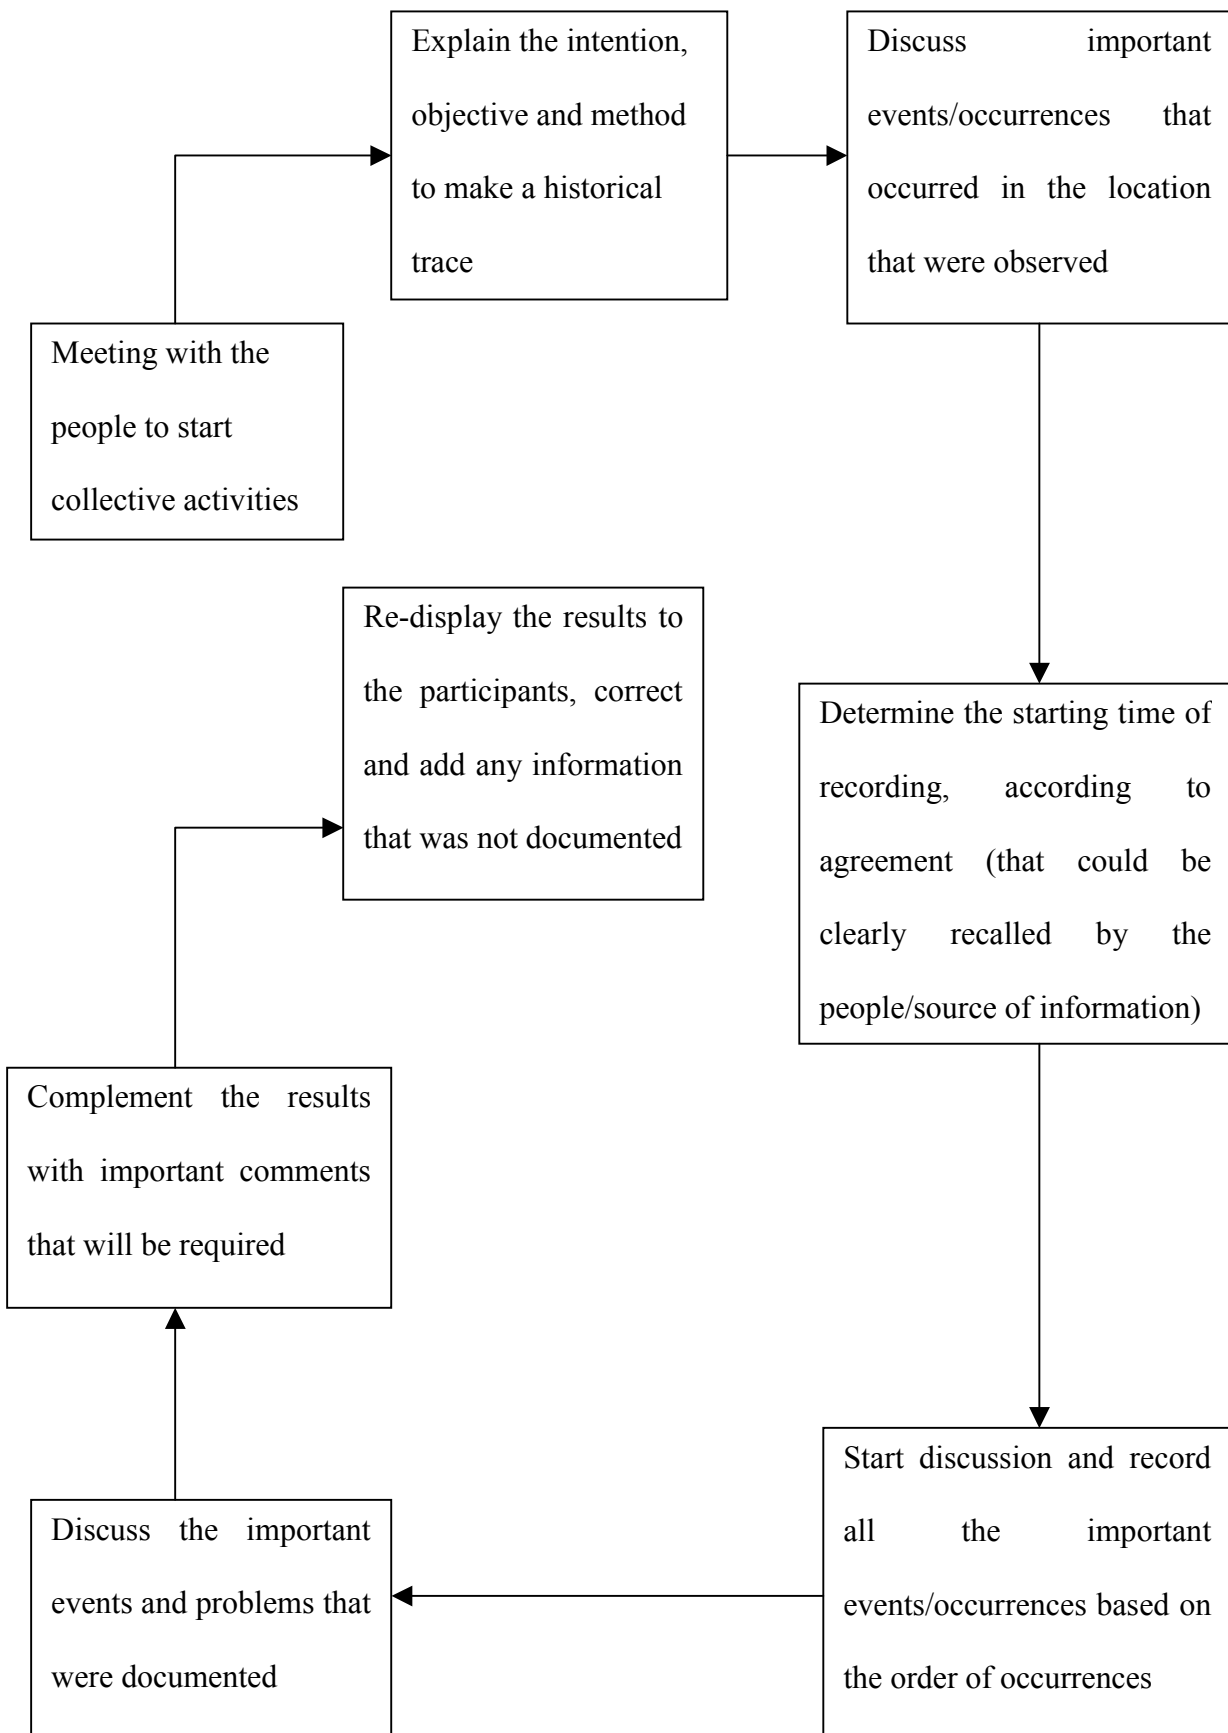 Explain the intention,
objective and method
to make a historical
trace
Discuss important
events/occurrences that
occurred in the location
that were observed
Meeting with the
people to start
collective activities
Re-display the results to
the participants, correct
and add any information
that was not documented
Determine the starting time of
recording, according to
agreement (that could be
clearly recalled by the
people/source of information)
Complement the results
with important comments
that will be required
Start discussion and record
all the important
events/occurrences based on
the order of occurrences
Discuss the important
events and problems that
were documented